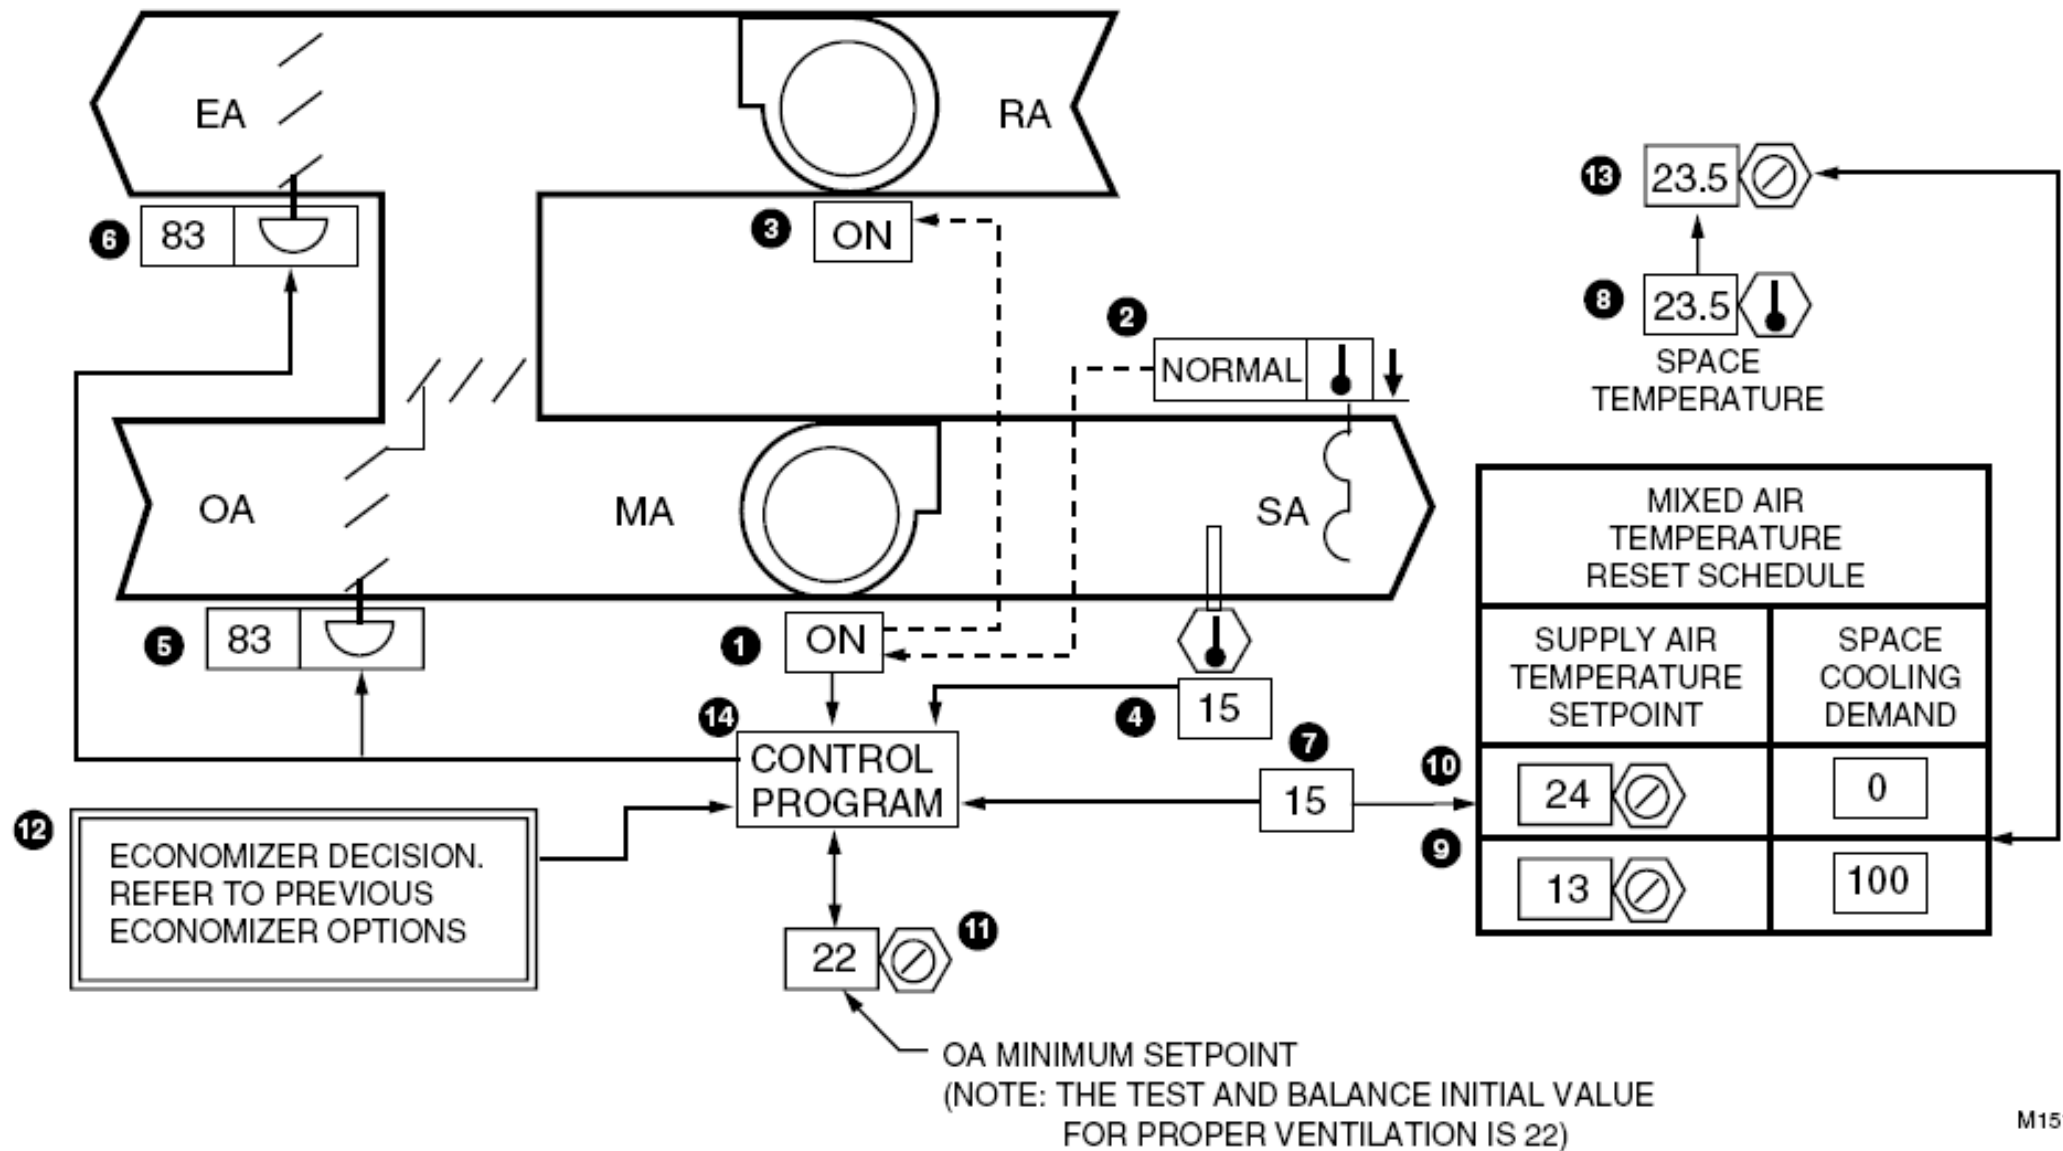 EA
RA
6
83
3
ON
13
23.5
8
23.5
SPACE
TEMPERATURE
2
NORMAL
OA
MA
SA
5
83
1
ON
4
15
14
CONTROL
PROGRAM
7
15
12
ECONOMIZER DECISION.
REFER TO PREVIOUS
ECONOMIZER OPTIONS
11
22
OA MINIMUM SETPOINT
(NOTE: THE TEST AND BALANCE INITIAL VALUE
FOR PROPER VENTILATION IS 22)
MIXED AIR
TEMPERATURE
RESET SCHEDULE
SUPPLY AIR
TEMPERATURE
SETPOINT
SPACE
COOLING
DEMAND
10
24
0
9
13
100